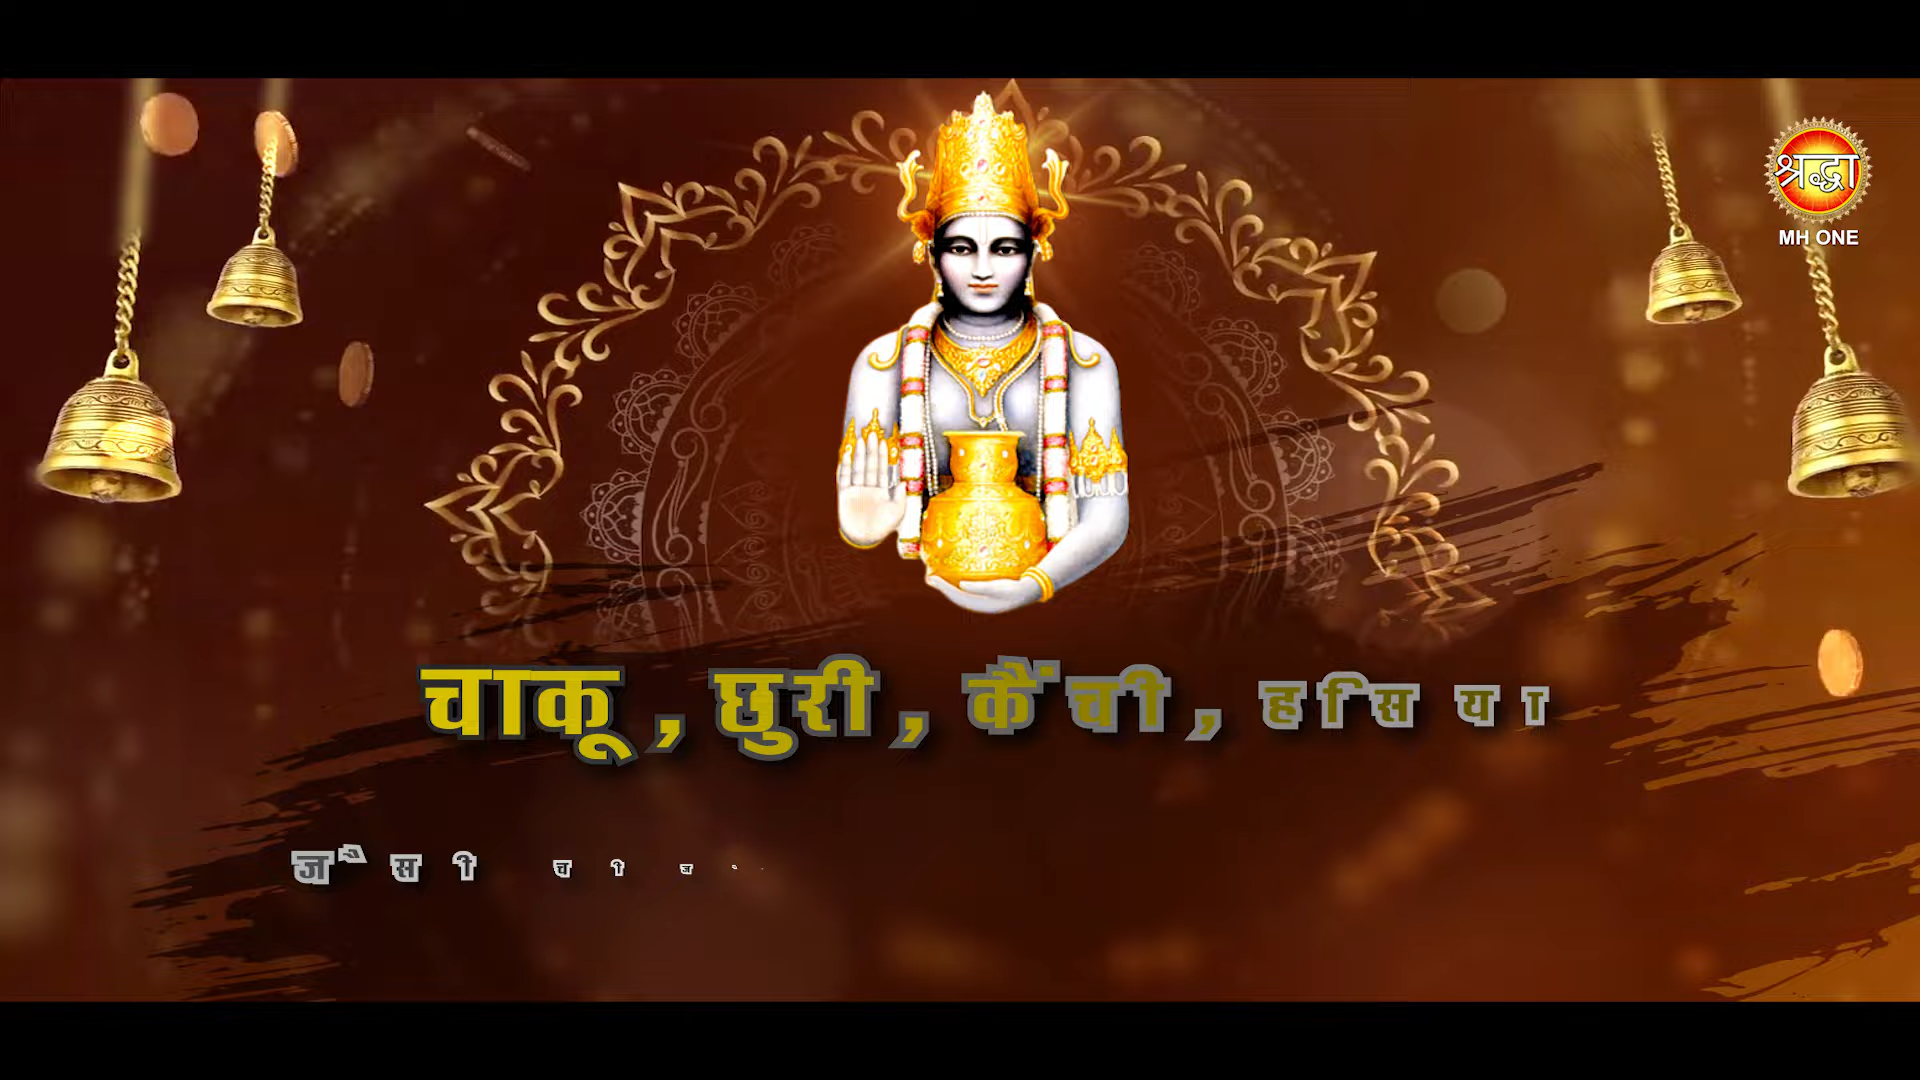 श्रद्धा
MH ONE
चाकू, छुरी, कैंची, हसिया
जैसी चीज